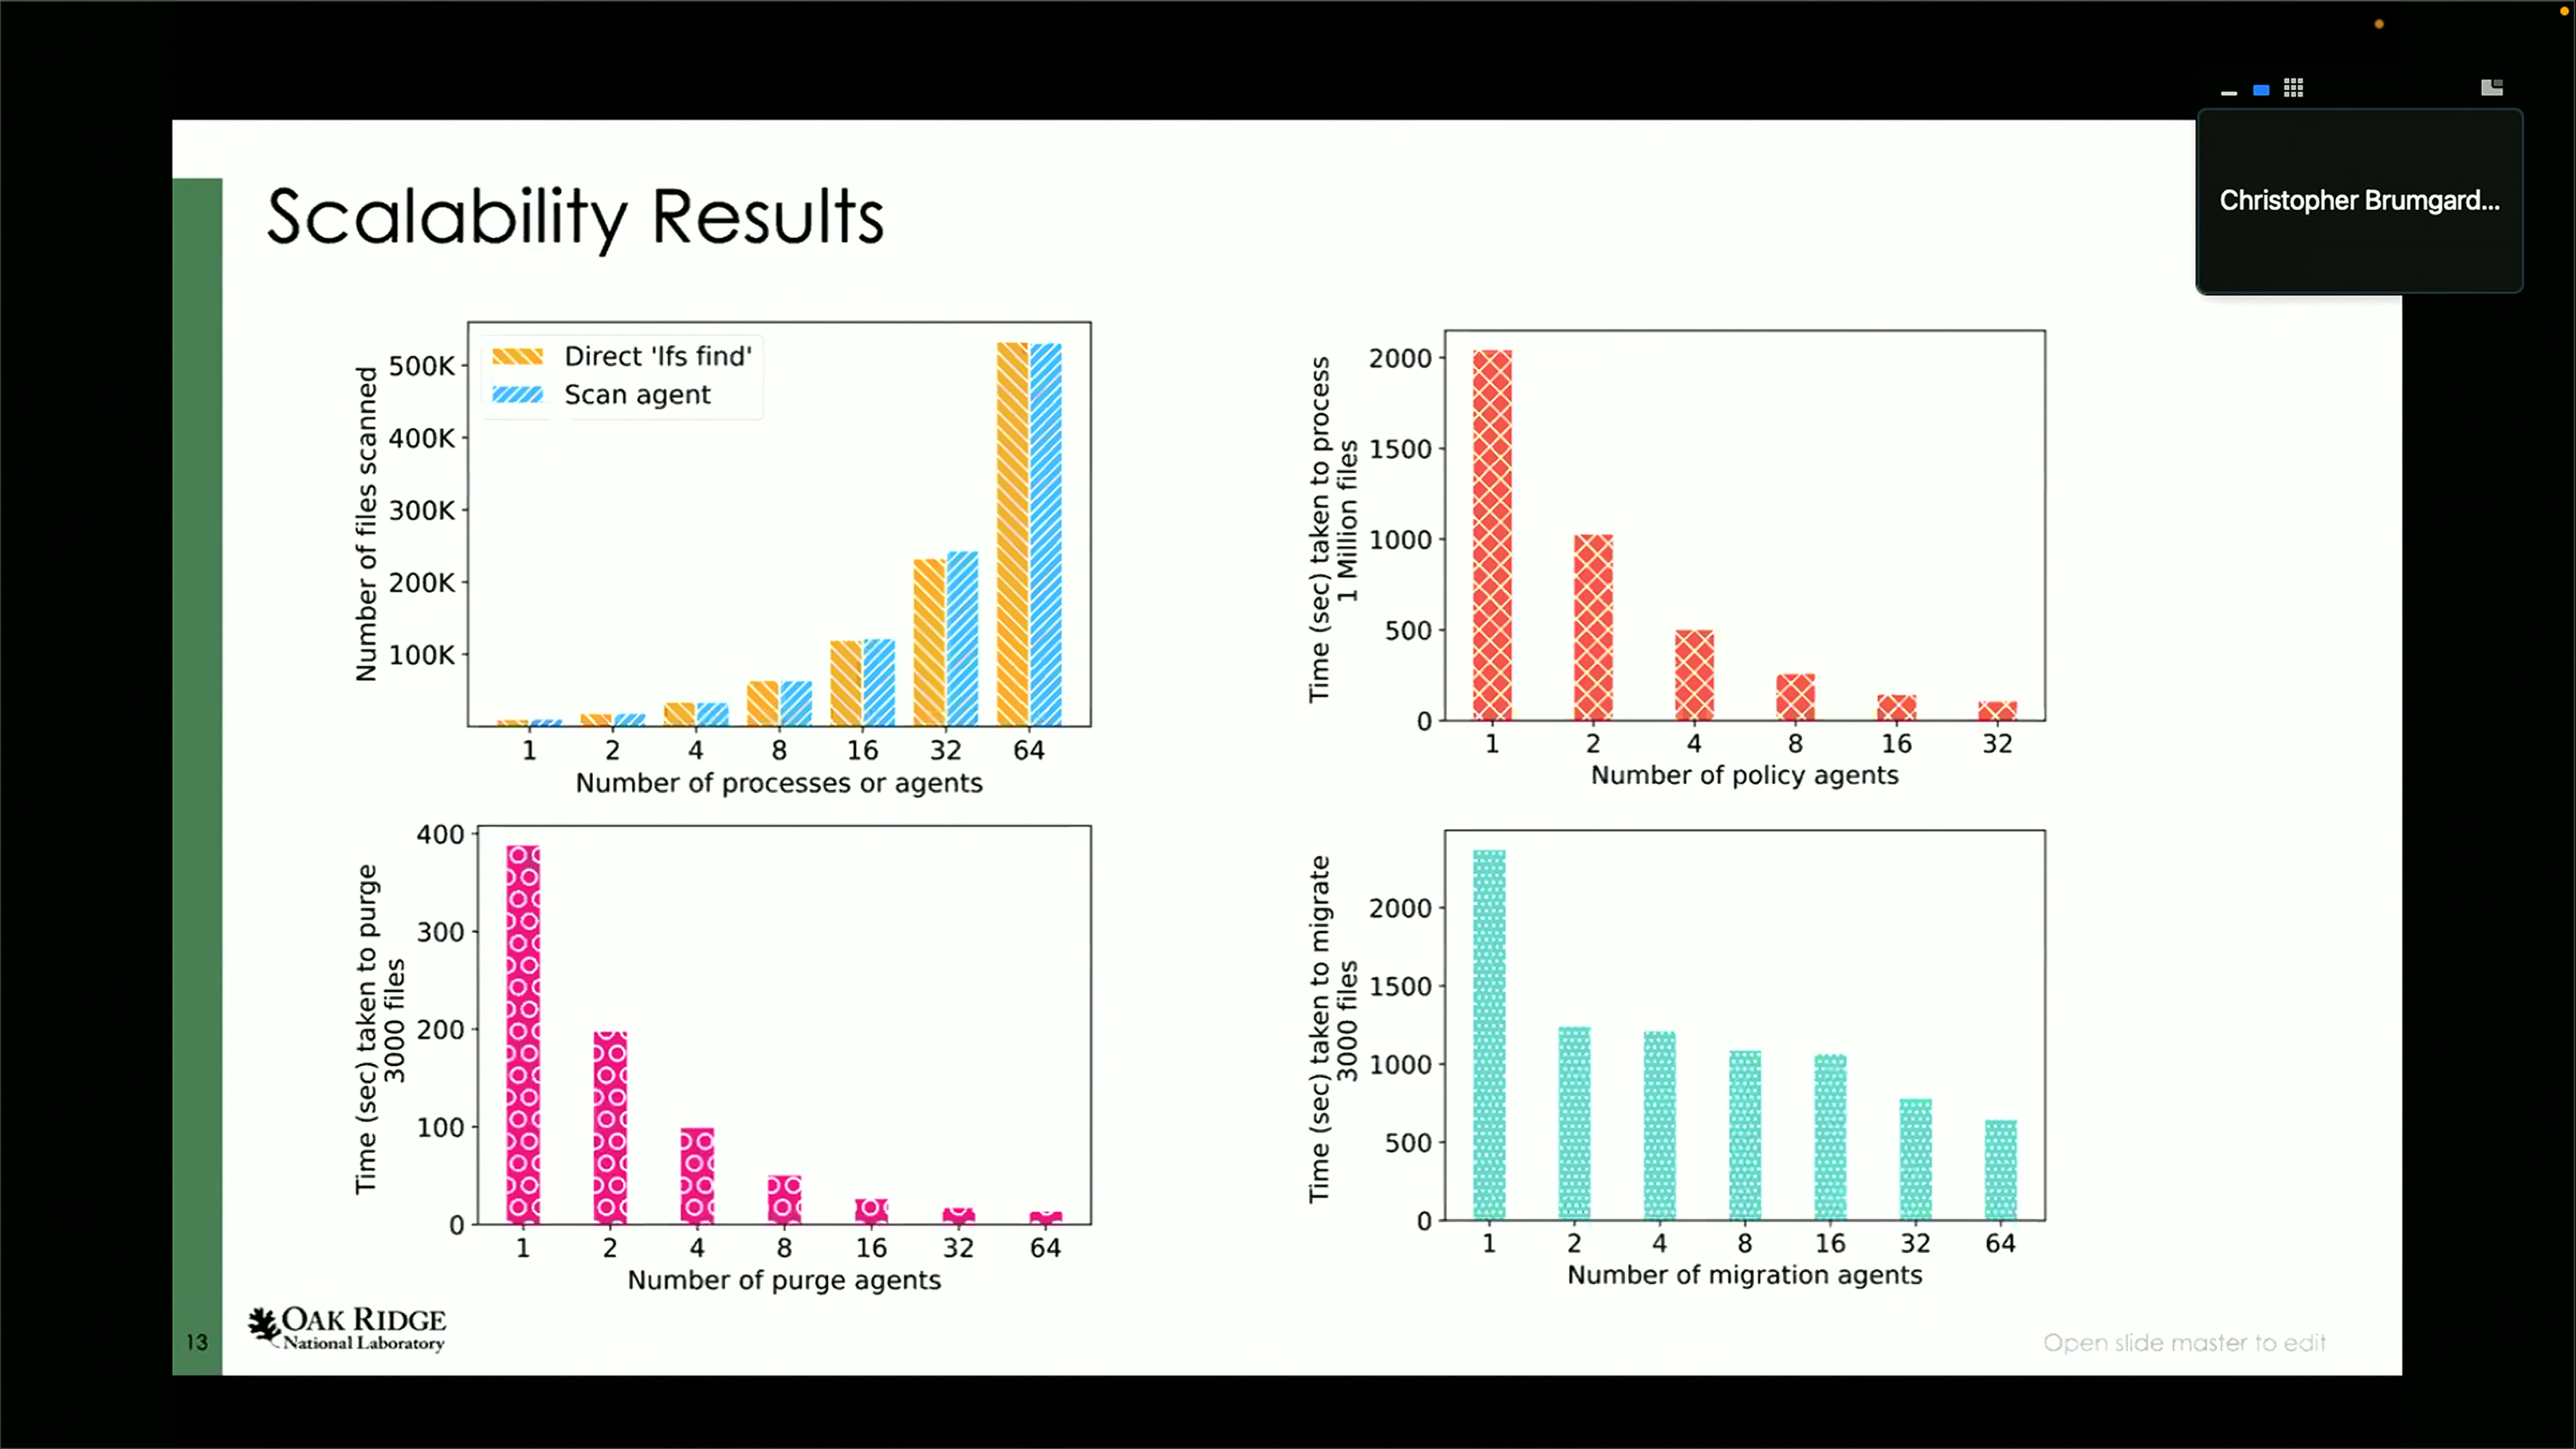 Christopher Brumgard...
Scalability Results
Number of files scanned
500K
400K
300K
200K
100K
Direct 'lfs find'
Scan agent
1 2 4 8 16 32 64
Number of processes or agents
Time (sec) taken to process
1 Million files
2000
1500
1000
500
0
1 2 4 8 16 32
Number of policy agents
Time (sec) taken to purge
3000 files
400
300
200
100
0
1 2 4 8 16 32 64
Number of purge agents
Time (sec) taken to migrate
3000 files
2000
1500
1000
500
0
1 2 4 8 16 32 64
Number of migration agents
13
OAK RIDGE
National Laboratory
Open slide master to edit